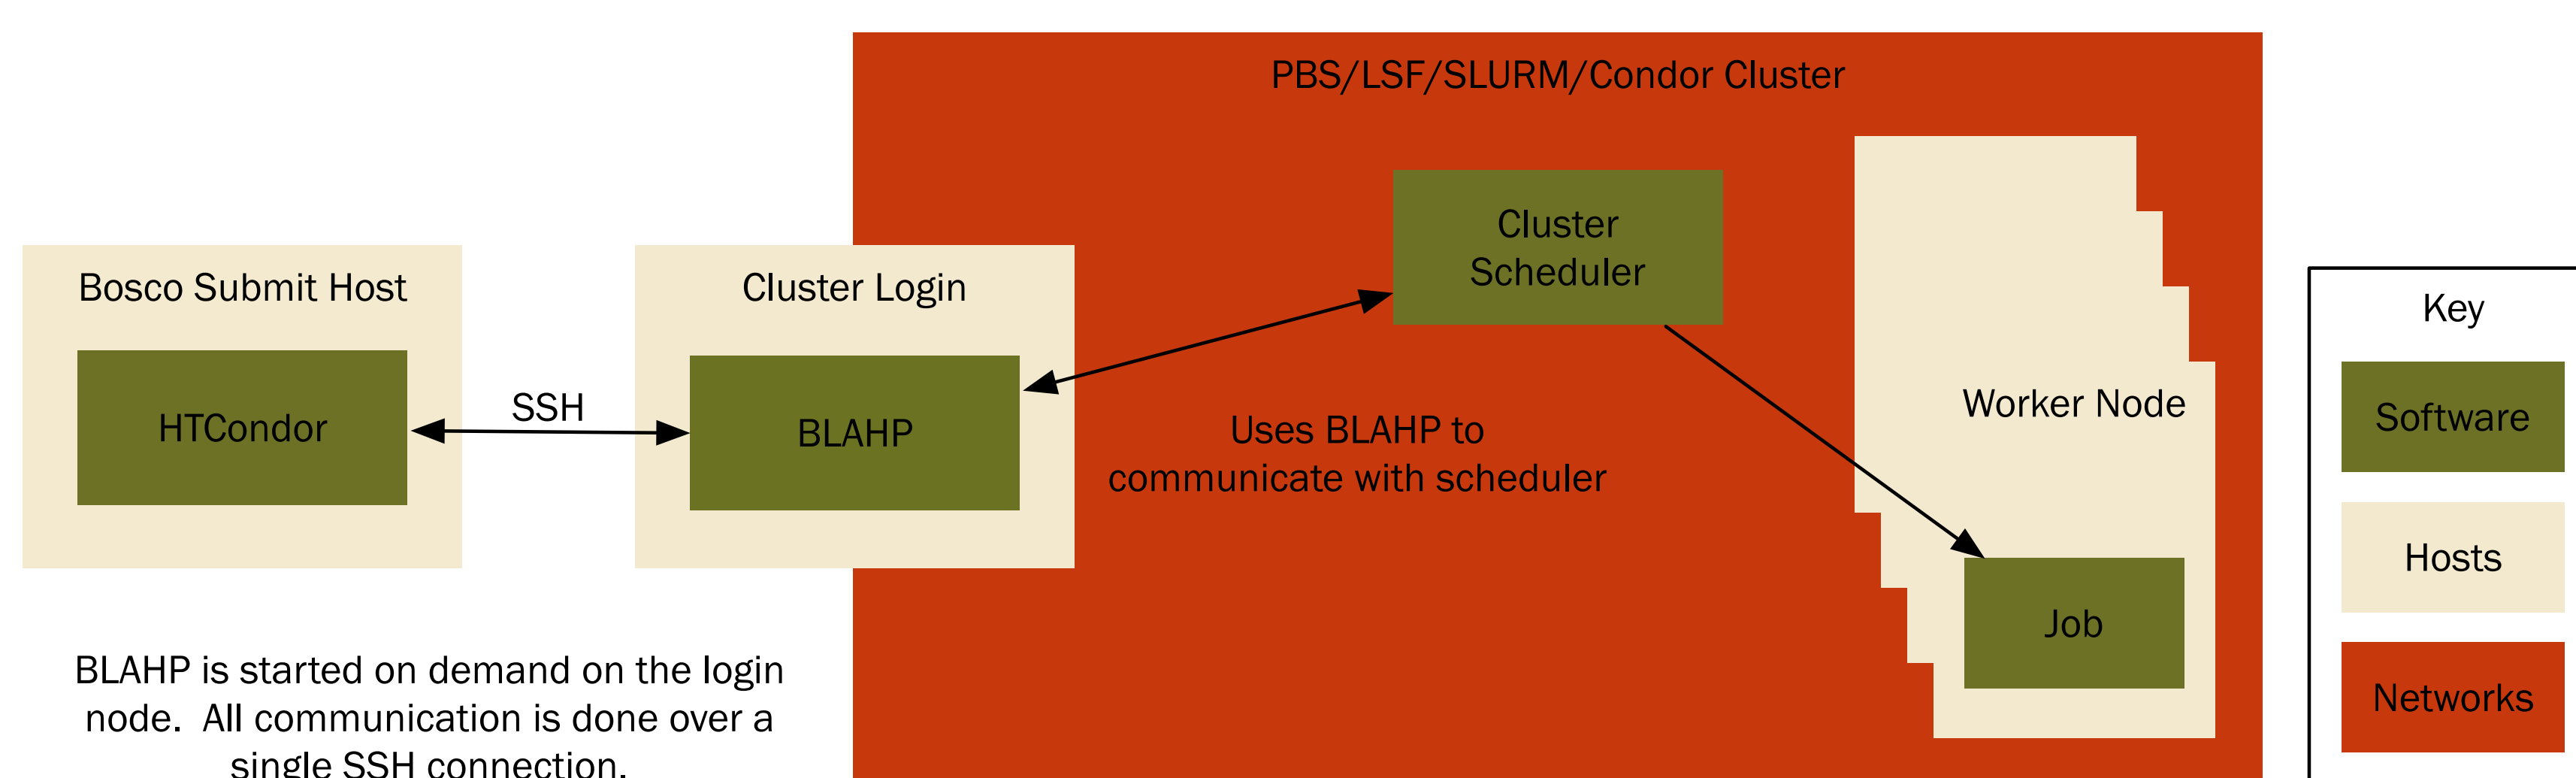 PBS/LSF/SLURM/Condor Cluster
Bosco Submit Host
HTCondor
SSH
Cluster Login
BLAHP
Cluster
Scheduler
Uses BLAHP to
communicate with scheduler
Worker Node
Job
BLAHP is started on demand on the login
node.  All communication is done over a
single SSH connection.
Key
Software
Hosts
Networks